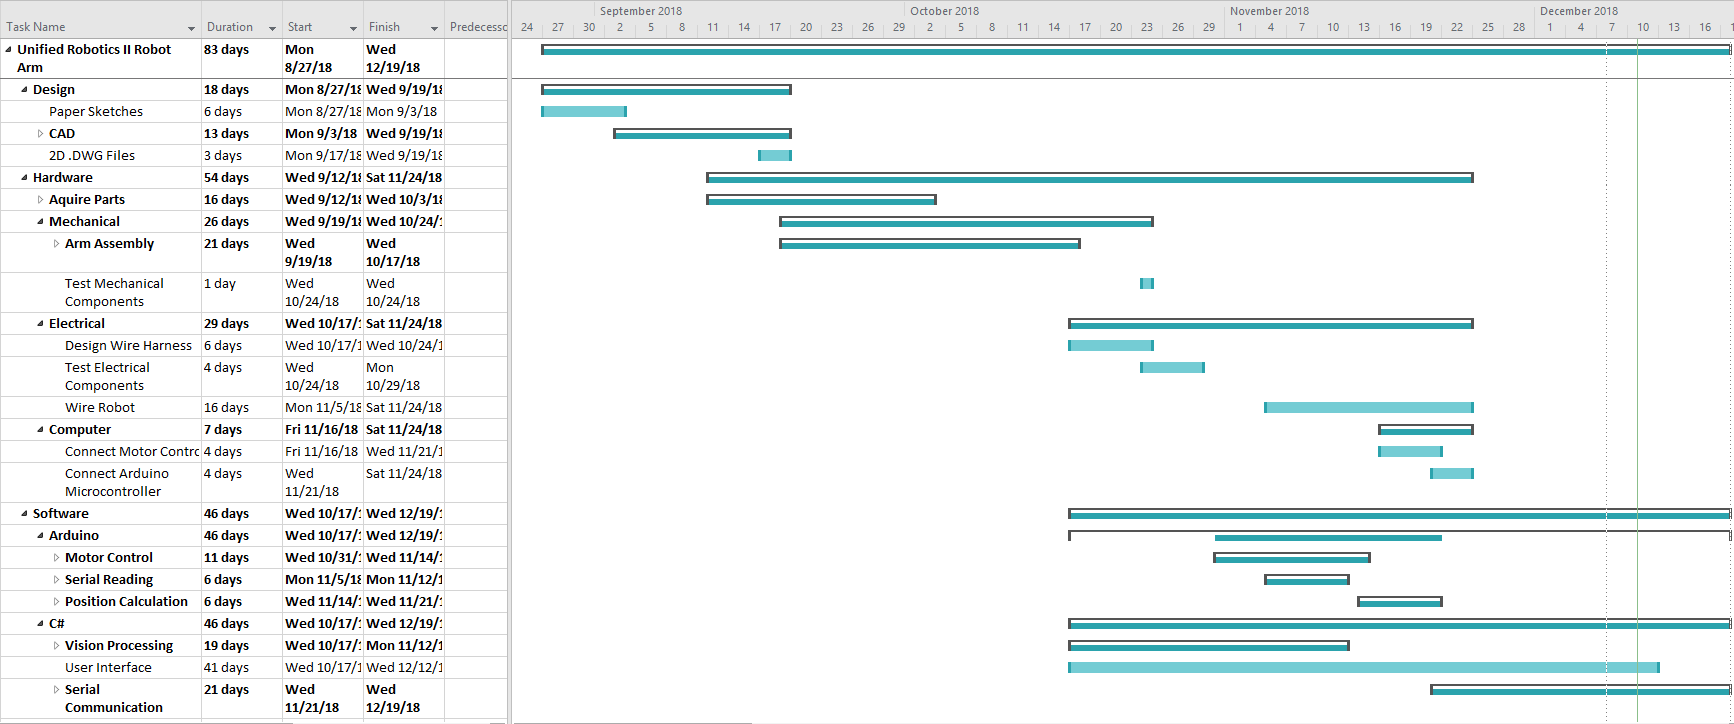 September 2018 October 2018 November 2018 December 2018
Task Name Duration Start Finish Predecesso 24 27 30 2 5 8 11 14 17 20 23 26 29 2 5 8 11 14 17 20 23 26 29 1 4 7 10 13 16 19 22 25 28 1 4 7 10 13 16 1
Unified Robotics II Robot 83 days Mon Wed
Arm 8/27/18 12/19/18
Design 18 days Mon 8/27/18 Wed 9/19/18
Paper Sketches 6 days Mon 8/27/18 Mon 9/3/18
CAD 13 days Mon 9/3/18 Wed 9/19/18
2D .DWG Files 3 days Mon 9/17/18 Wed 9/19/18
Hardware 54 days Wed 9/12/18 Sat 11/24/18
Aquire Parts 16 days Wed 9/12/18 Wed 10/3/18
Mechanical 26 days Wed 9/19/18 Wed 10/24/1
Arm Assembly 21 days Wed Wed
9/19/18 10/17/18
Test Mechanical 1 day Wed Wed
Components 10/24/18 10/24/18
Electrical 29 days Wed 10/17/1 Sat 11/24/18
Design Wire Harness 6 days Wed 10/17/1 Wed 10/24/1
Test Electrical 4 days Wed Mon
Components 10/24/18 10/29/18
Wire Robot 16 days Mon 11/5/18 Sat 11/24/18
Computer 7 days Fri 11/16/18 Sat 11/24/18
Connect Motor Contro 4 days Fri 11/16/18 Wed 11/21/1
Connect Arduino 4 days Wed Sat 11/24/18
Microcontroller 11/21/18
Software 46 days Wed 10/17/1 Wed 12/19/1
Arduino 46 days Wed 10/17/1 Wed 12/19/1
Motor Control 11 days Wed 10/31/1 Wed 11/14/1
Serial Reading 6 days Mon 11/5/18 Mon 11/12/1
Position Calculation 6 days Wed 11/14/1 Wed 11/21/1
C# 46 days Wed 10/17/1 Wed 12/19/1
Vision Processing 19 days Wed 10/17/1 Mon 11/12/1
User Interface 41 days Wed 10/17/1 Wed 12/12/1
Serial 21 days Wed Wed
Communication 11/21/18 12/19/18